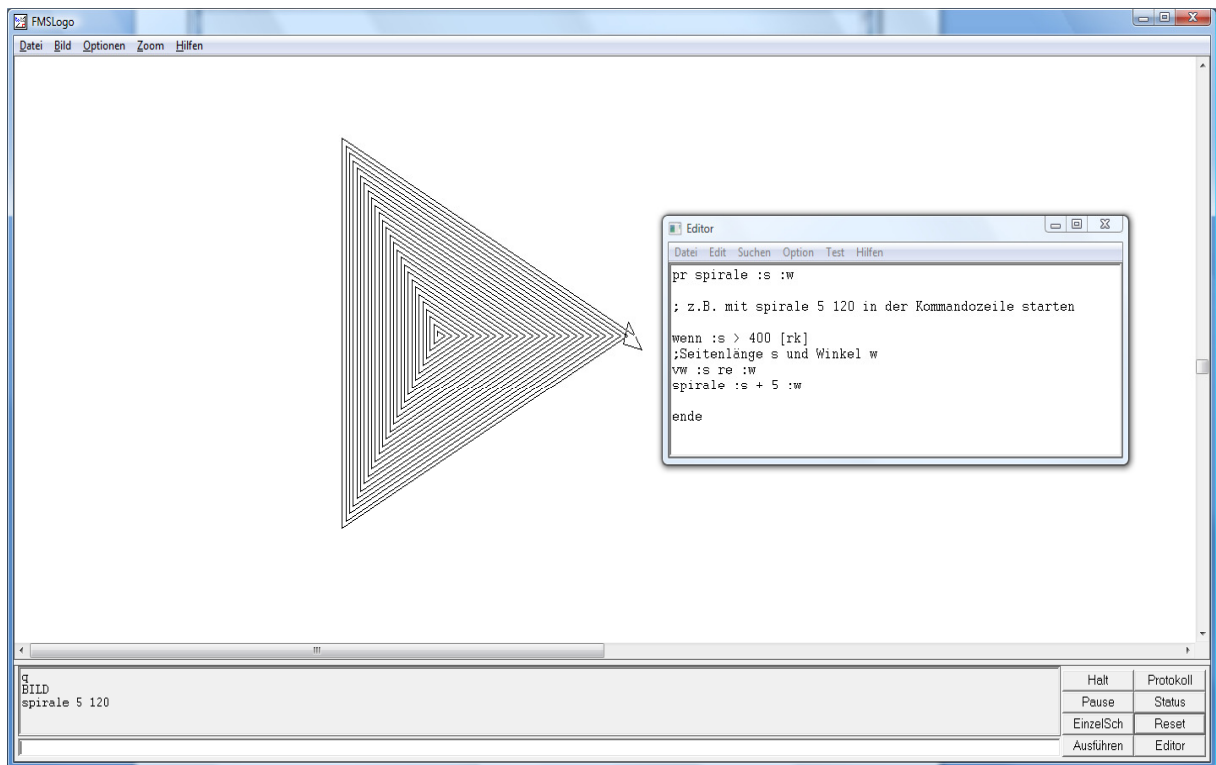 FMSLogo
Datei Bild Optionen Zoom Hilfen
Editor
Datei Edit Suchen Option Test Hilfen
pr spirale :s :w
; z.B. mit spirale 5 120 in der Kommandozeile starten
wenn :s > 400 [rk]
;Seitenlänge s und Winkel w
vw :s re :w
spirale :s + 5 :w
ende
q
BILD
spirale 5 120
Halt Protokoll
Pause Status
EinzelSch Reset
Ausführen Editor